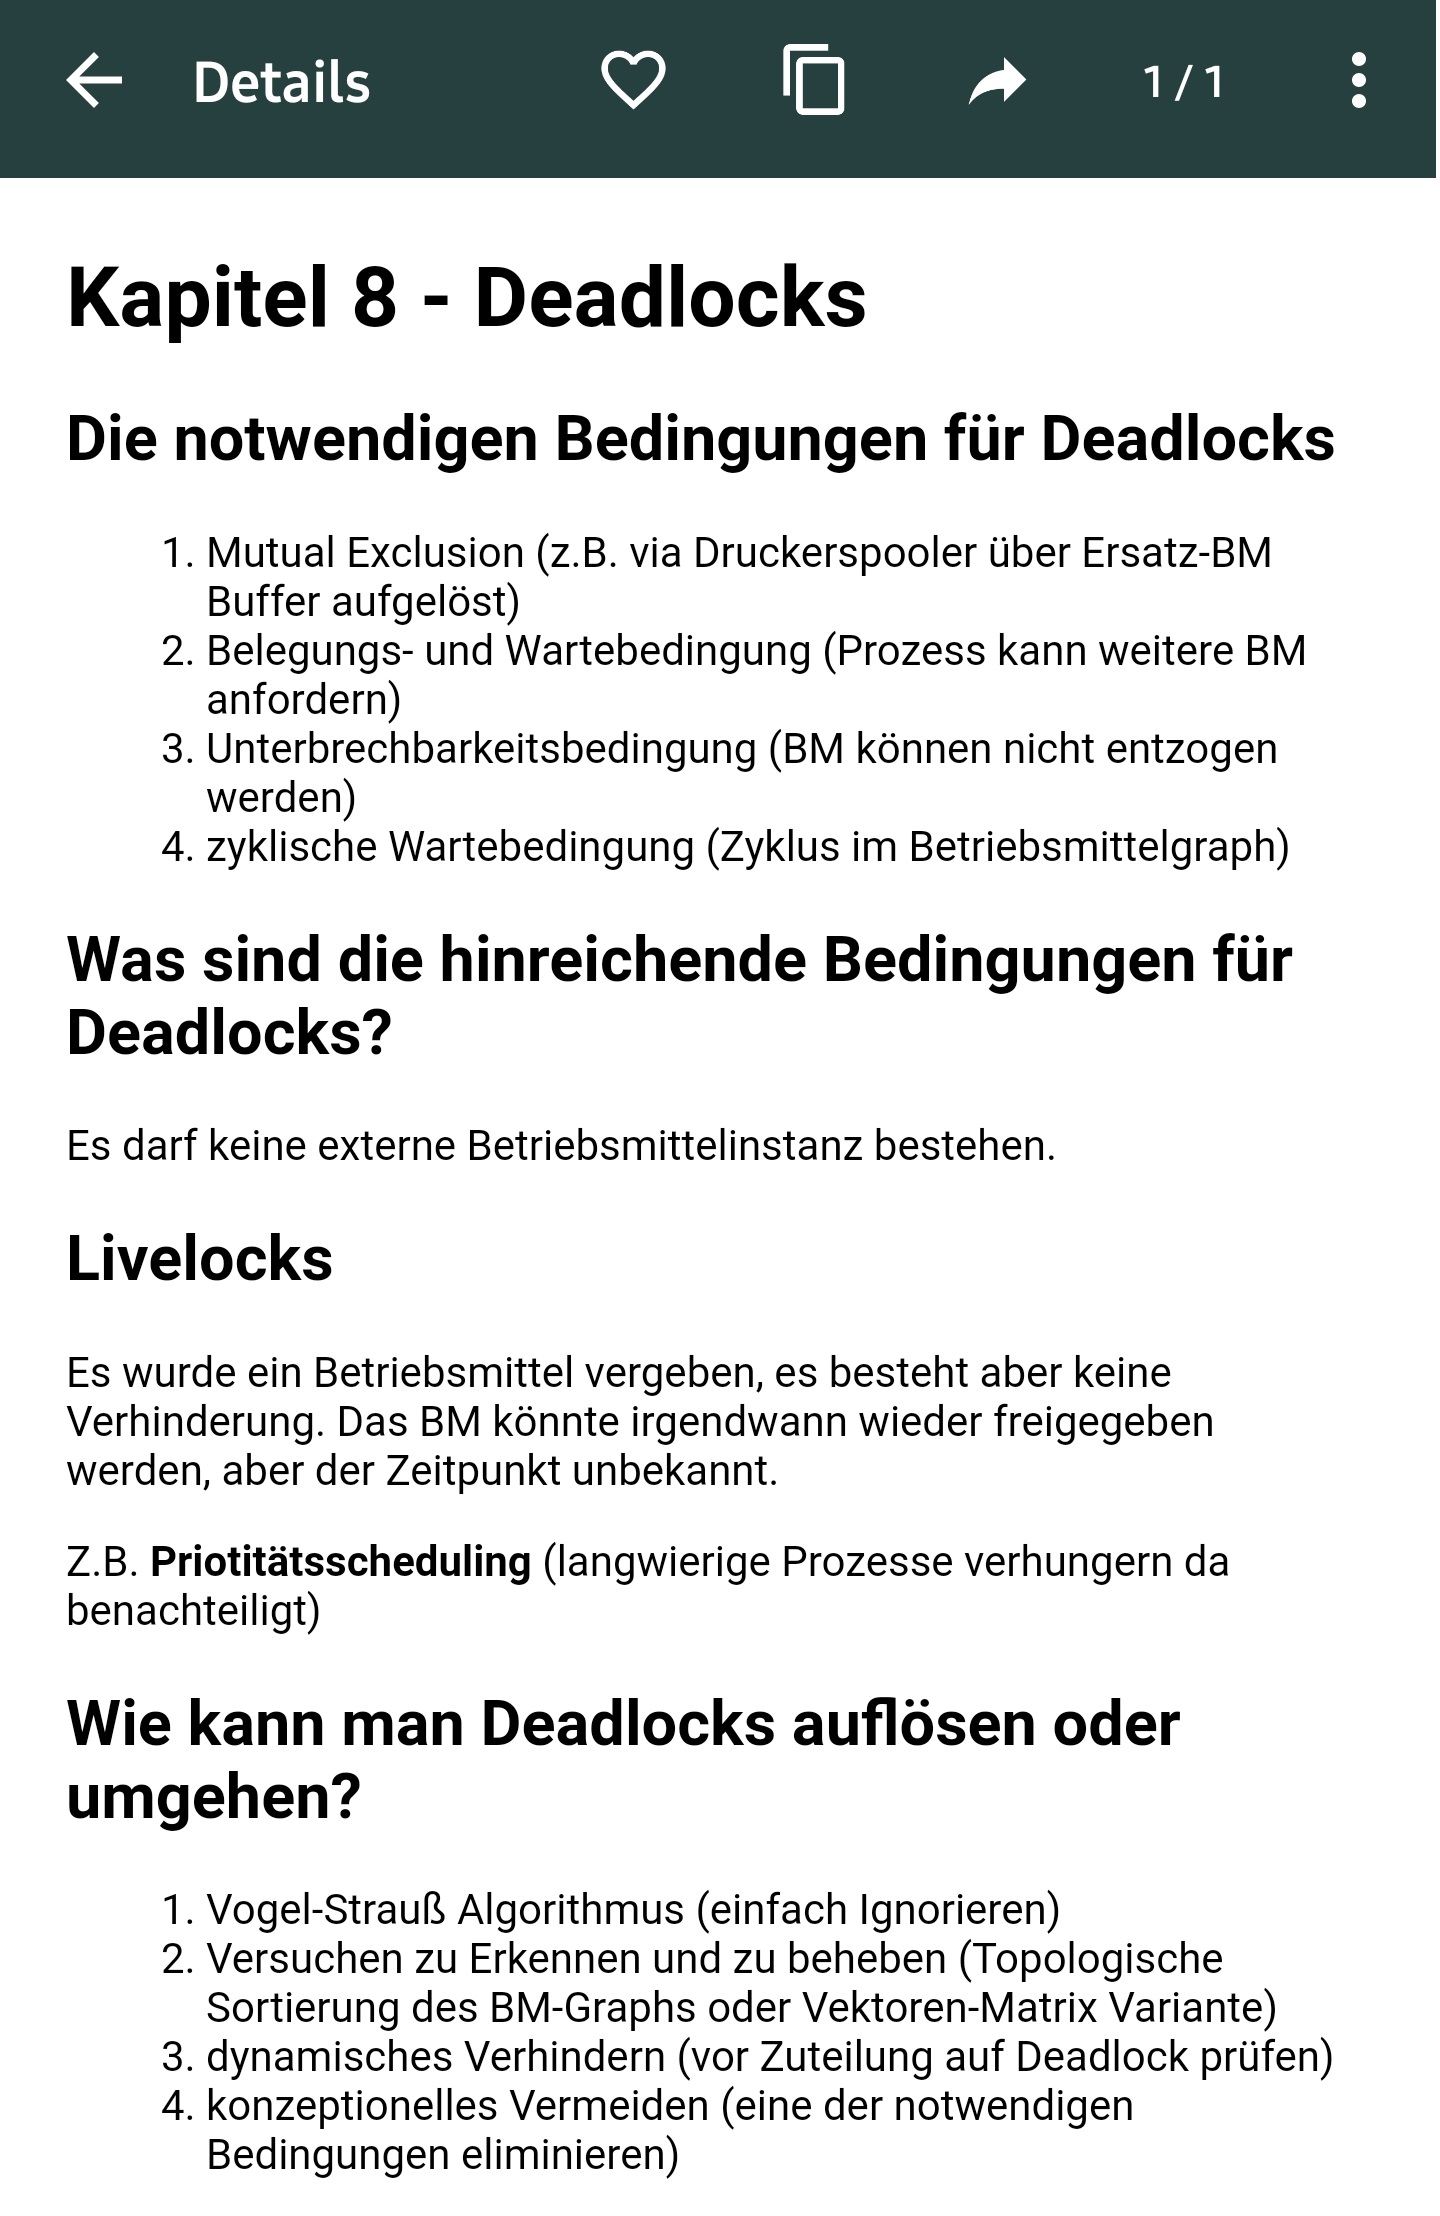 Details
1 / 1
Kapitel 8 - Deadlocks
Die notwendigen Bedingungen für Deadlocks
1. Mutual Exclusion (z.B. via Druckerspooler über Ersatz-BM
Buffer aufgelöst)
2. Belegungs- und Wartebedingung (Prozess kann weitere BM
anfordern)
3. Unterbrechbarkeitsbedingung (BM können nicht entzogen
werden)
4. zyklische Wartebedingung (Zyklus im Betriebsmittelgraph)
Was sind die hinreichende Bedingungen für
Deadlocks?
Es darf keine externe Betriebsmittelinstanz bestehen.
Livelocks
Es wurde ein Betriebsmittel vergeben, es besteht aber keine
Verhinderung. Das BM könnte irgendwann wieder freigegeben
werden, aber der Zeitpunkt unbekannt.
Z.B. Priotitätsscheduling (langwierige Prozesse verhungern da
benachteiligt)
Wie kann man Deadlocks auflösen oder
umgehen?
1. Vogel-Strauß Algorithmus (einfach Ignorieren)
2. Versuchen zu Erkennen und zu beheben (Topologische
Sortierung des BM-Graphs oder Vektoren-Matrix Variante)
3. dynamisches Verhindern (vor Zuteilung auf Deadlock prüfen)
4. konzeptionelles Vermeiden (eine der notwendigen
Bedingungen eliminieren)